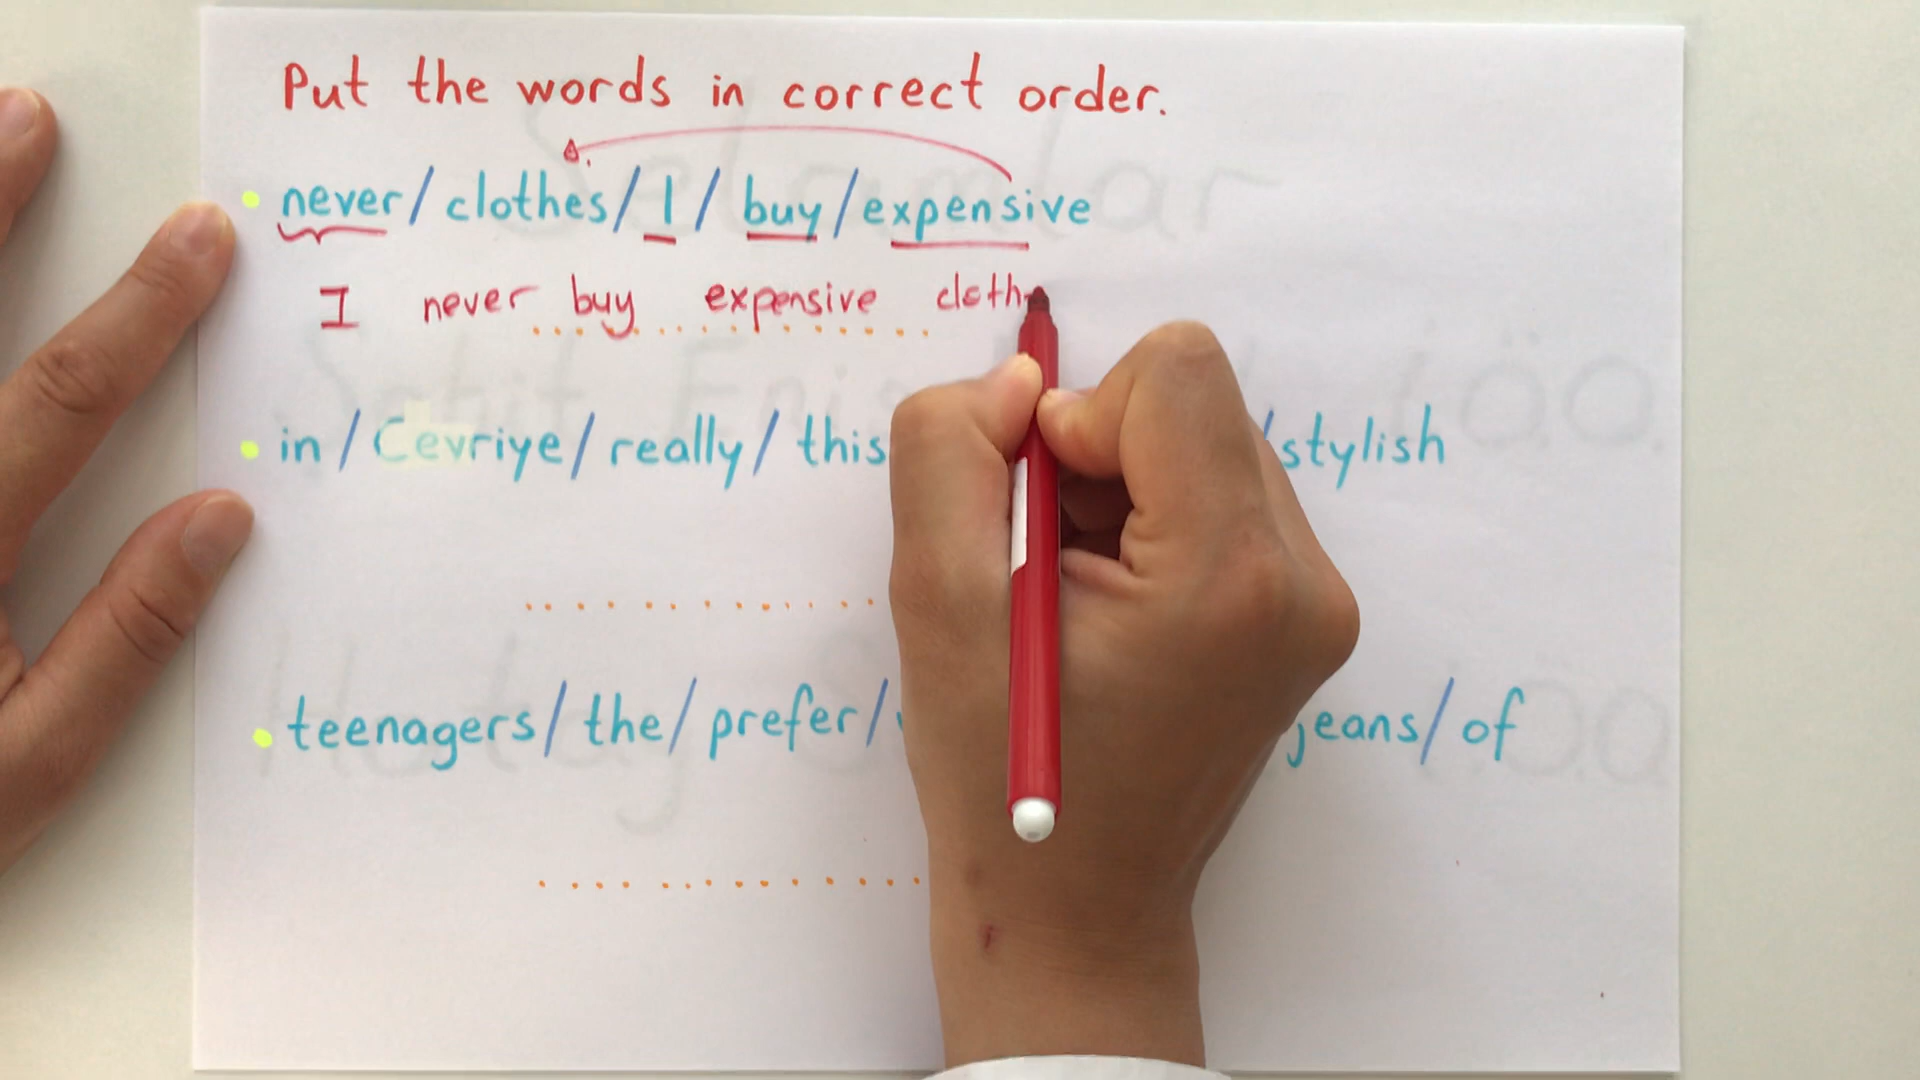 Put the words in correct order.
never / clothes / I / buy / expensive
I never buy expensive cloth
in / Cevriye / really / this / stylish
teenagers / the / prefer / jeans / of